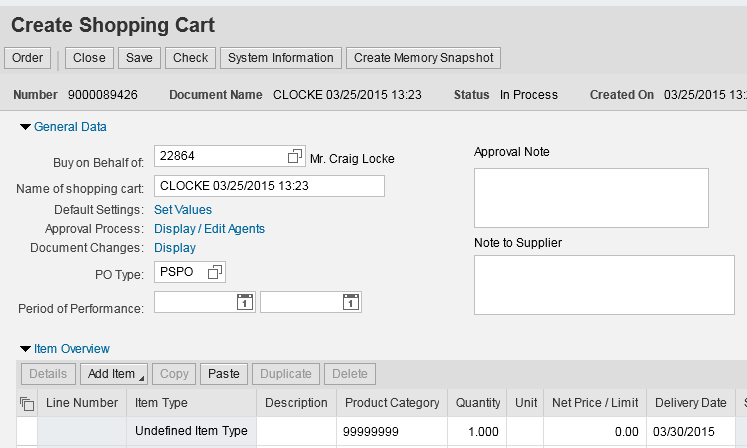 Create Shopping Cart
Order Close Save Check System Information Create Memory Snapshot
Number 9000089426 Document Name CLOCKE 03/25/2015 13:23 Status In Process Created On 03/25/2015 13:
General Data
Buy on Behalf of: 22864 Mr. Craig Locke
Approval Note
Name of shopping cart: CLOCKE 03/25/2015 13:23
Default Settings: Set Values
Approval Process: Display / Edit Agents
Document Changes: Display
Note to Supplier
PO Type: PSPO
Period of Performance: 1 1
Item Overview
Details Add Item Copy Paste Duplicate Delete
Line Number Item Type Description Product Category Quantity Unit Net Price / Limit Delivery Date
Undefined Item Type 99999999 1.000 0.00 03/30/2015